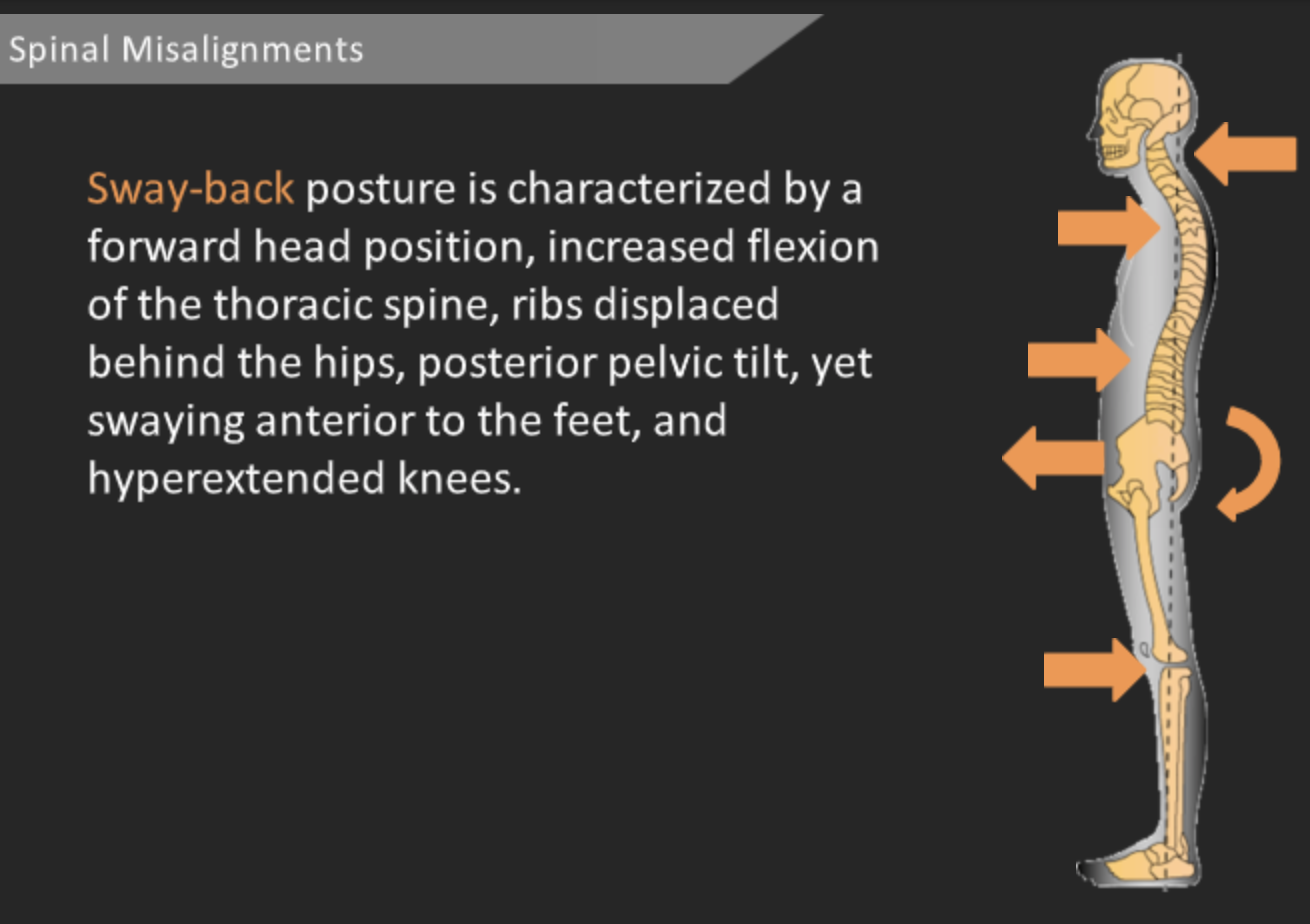 Spinal Misalignments
Sway-back posture is characterized by a
forward head position, increased flexion
of the thoracic spine, ribs displaced
behind the hips, posterior pelvic tilt, yet
swaying anterior to the feet, and
hyperextended knees.